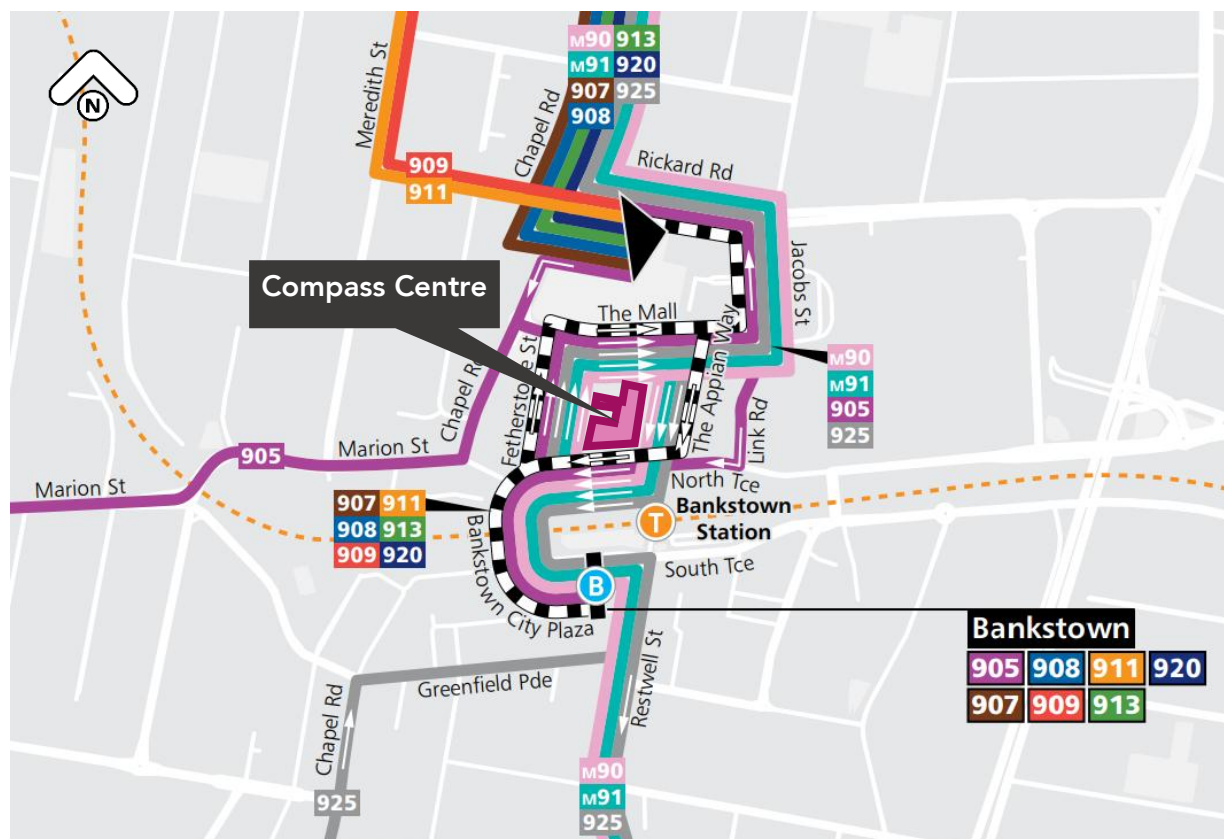 N
Meredith St
Chapel Rd
M90 913
M91 920
907 925
908
909
911
Rickard Rd
Jacobs St
Compass Centre
The Mall
Chapel Rd
Fetherstone St
The Appian Way
Link Rd
M90
M91
905
925
905
Marion St
Marion St
North Tce
907 911
908 913
909 920
T
Bankstown
Station
South Tce
B
Bankstown City Plaza
Bankstown
905 908 911 920
907 909 913
Greenfield Pde
Restwell St
Chapel Rd
925
M90
M91
925